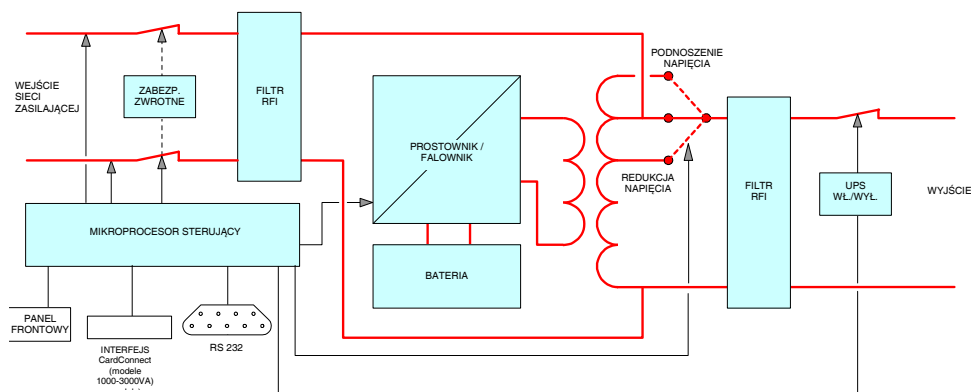 PODNOSZENIE
NAPIĘCIA
WEJŚCIE
SIECI
ZASILAJĄCEJ
ZABEZP.
ZWROTNE
FILTR
RFI
PROSTOWNIK /
FALOWNIK
REDUKCJA
NAPIĘCIA
FILTR
RFI
UPS
WŁ./WYŁ.
WYJŚCIE
MIKROPROCESOR STERUJĄCY
BATERIA
PANEL
FRONTOWY
INTERFEJS
CardConnect
(modele
1000-3000VA)
RS 232